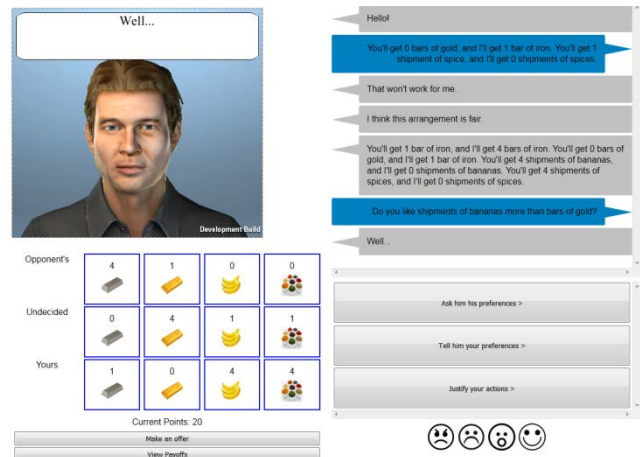 Well...
Development Build
Hello!
You'll get 0 bars of gold, and I'll get 1 bar of iron. You'll get 1
shipment of spice, and I'll get 0 shipments of spices.
That won't work for me.
I think this arrangement is fair.
You'll get 1 bar of iron, and I'll get 4 bars of iron. You'll get 0 bars of
gold, and I'll get 1 bar of iron. You'll get 4 shipments of bananas,
and I'll get 0 shipments of bananas. You'll get 4 shipments of
spices, and I'll get 0 shipments of spices.
Do you like shipments of bananas more than bars of gold?
Well...
Opponent's
4 1 0 0
Undecided
0 4 1 1
Yours
1 0 4 4
Current Points: 20
Make an offer
View Payoffs
Ask him his preferences >
Tell him your preferences >
Justify your actions >